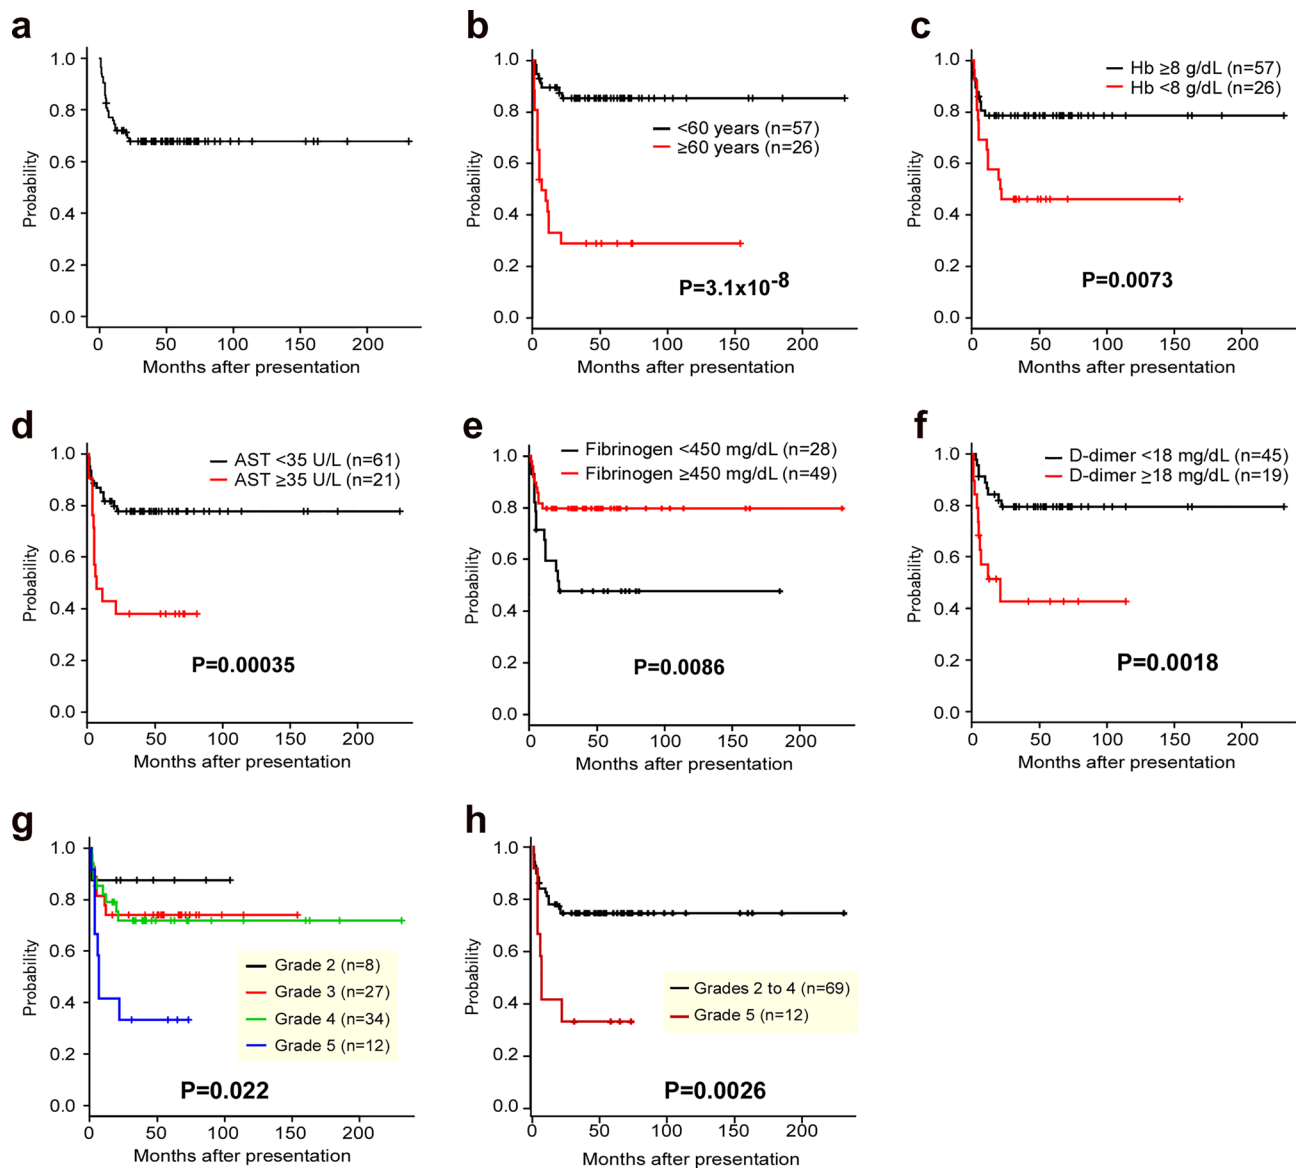 a
1.0
0.8
0.6
0.4
0.2
0.0
Probability
0 50 100 150 200
Months after presentation
b
1.0
0.8
0.6
0.4
0.2
0.0
Probability
<60 years (n=57)
≥60 years (n=26)
P=3.1x10-8
0 50 100 150 200
Months after presentation
c
1.0
0.8
0.6
0.4
0.2
0.0
Probability
Hb ≥8 g/dL (n=57)
Hb <8 g/dL (n=26)
P=0.0073
0 50 100 150 200
Months after presentation
d
1.0
0.8
0.6
0.4
0.2
0.0
Probability
AST <35 U/L (n=61)
AST ≥35 U/L (n=21)
P=0.00035
0 50 100 150 200
Months after presentation
e
1.0
0.8
0.6
0.4
0.2
0.0
Probability
Fibrinogen <450 mg/dL (n=28)
Fibrinogen ≥450 mg/dL (n=49)
P=0.0086
0 50 100 150 200
Months after presentation
f
1.0
0.8
0.6
0.4
0.2
0.0
Probability
D-dimer <18 mg/dL (n=45)
D-dimer ≥18 mg/dL (n=19)
P=0.0018
0 50 100 150 200
Months after presentation
g
1.0
0.8
0.6
0.4
0.2
0.0
Probability
Grade 2 (n=8)
Grade 3 (n=27)
Grade 4 (n=34)
Grade 5 (n=12)
P=0.022
0 50 100 150 200
Months after presentation
h
1.0
0.8
0.6
0.4
0.2
0.0
Probability
Grades 2 to 4 (n=69)
Grade 5 (n=12)
P=0.0026
0 50 100 150 200
Months after presentation